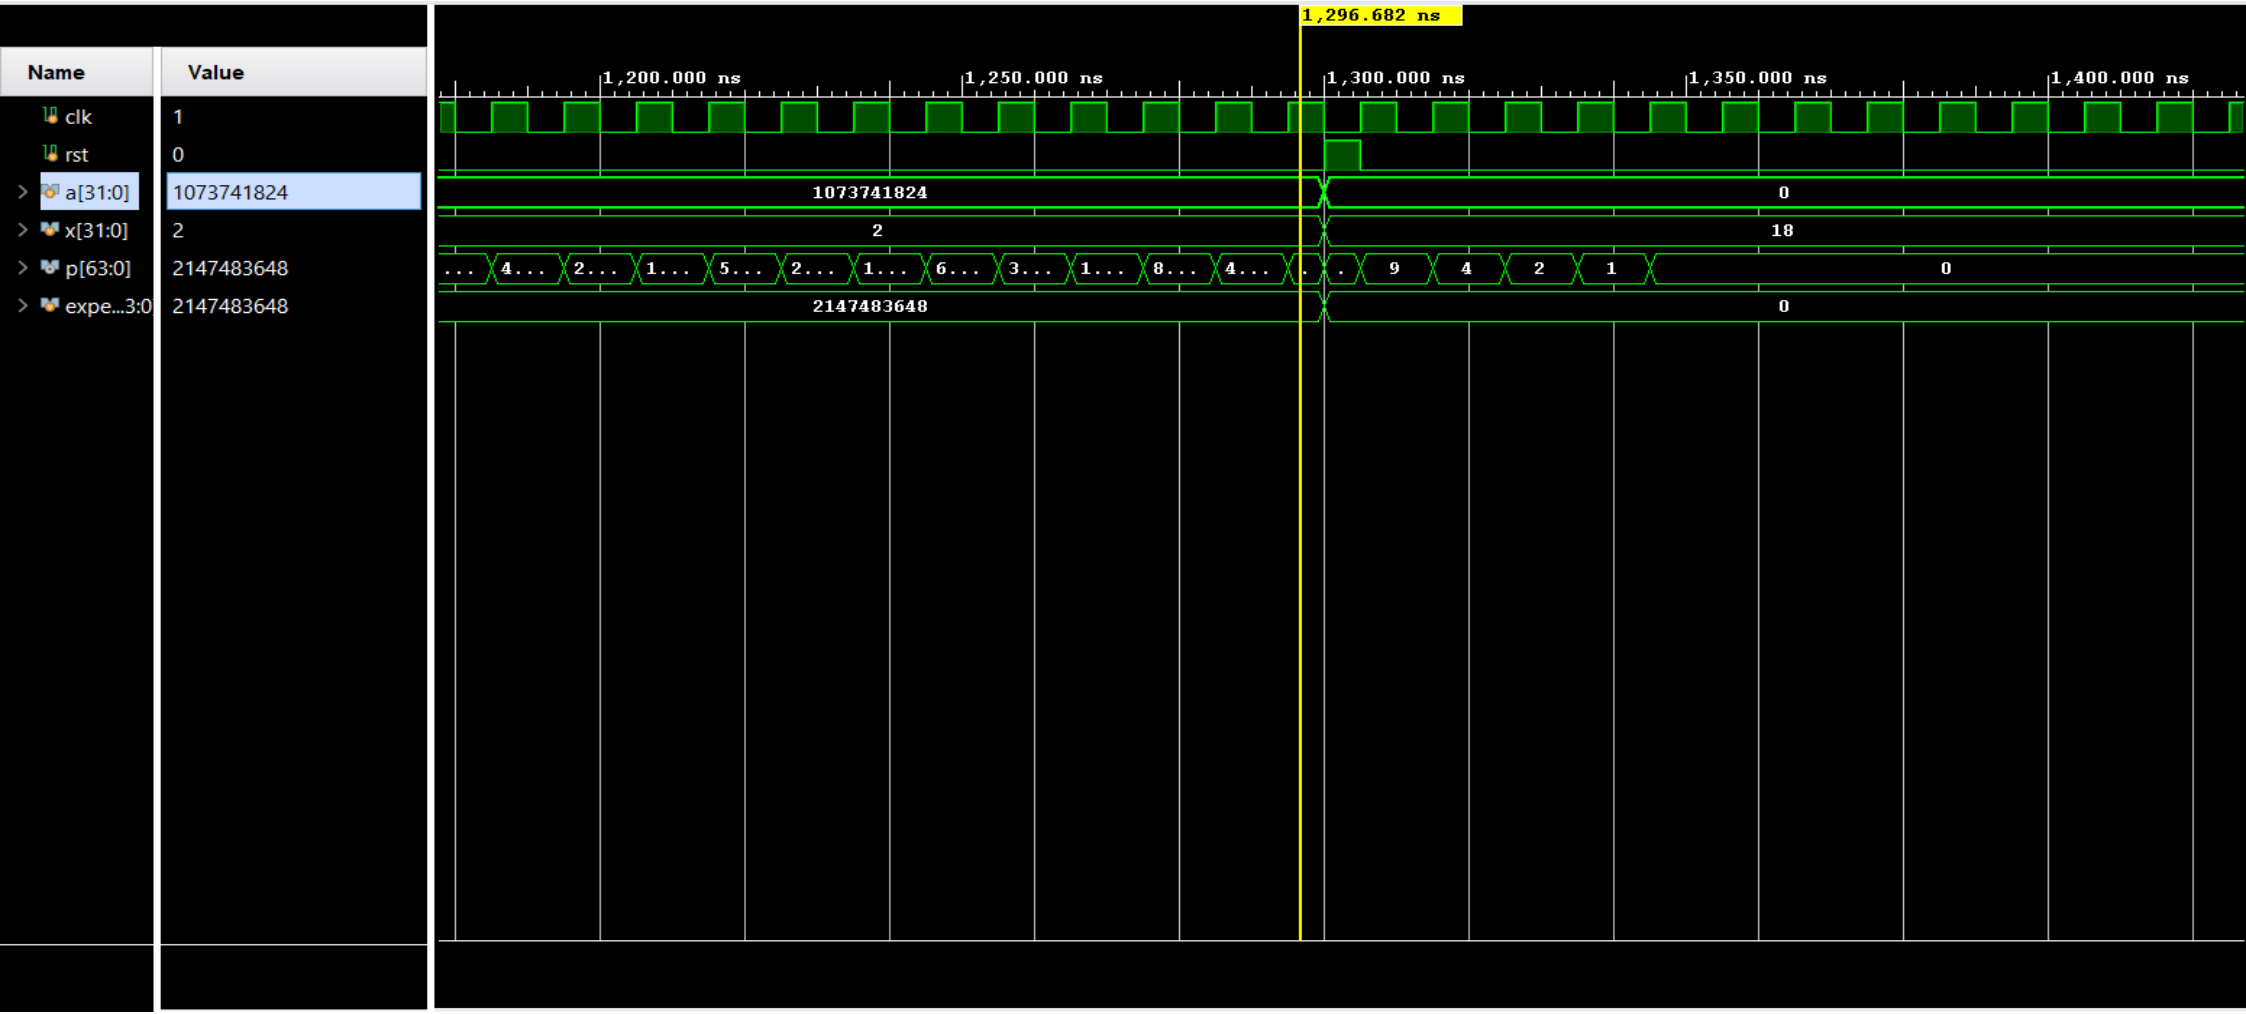 1,296.682 ns
Name Value
1,200.000 ns 1,250.000 ns 1,300.000 ns 1,350.000 ns 1,400.000 ns
clk 1
rst 0
a[31:0] 1073741824 1073741824 0
x[31:0] 2 2 18
p[63:0] 2147483648 ... 4... 2... 1... 5... 2... 1... 6... 3... 1... 8... 4... . . 9 4 2 1 0
expe...3:0 2147483648 2147483648 0